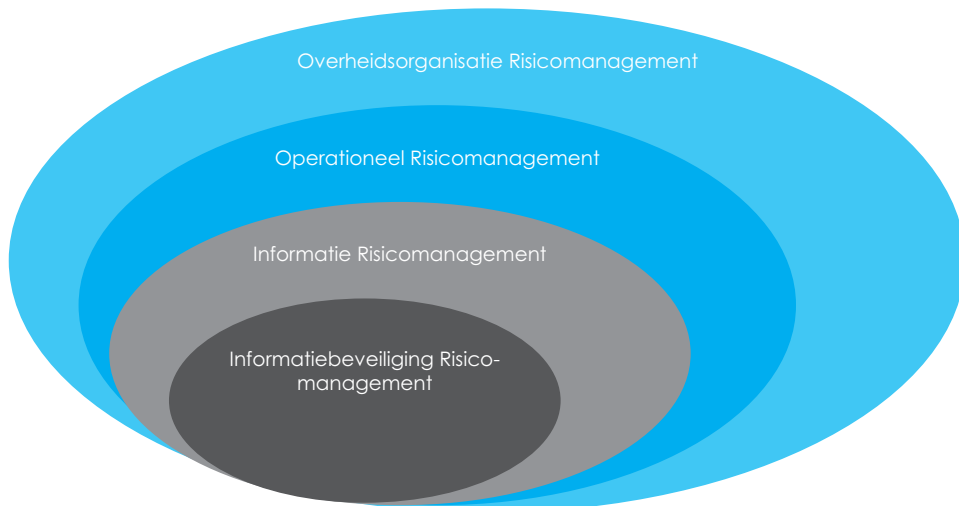 Overheidsorganisatie Risicomanagement
Operationeel Risicomanagement
Informatie Risicomanagement
Informatiebeveiliging Risico-
management